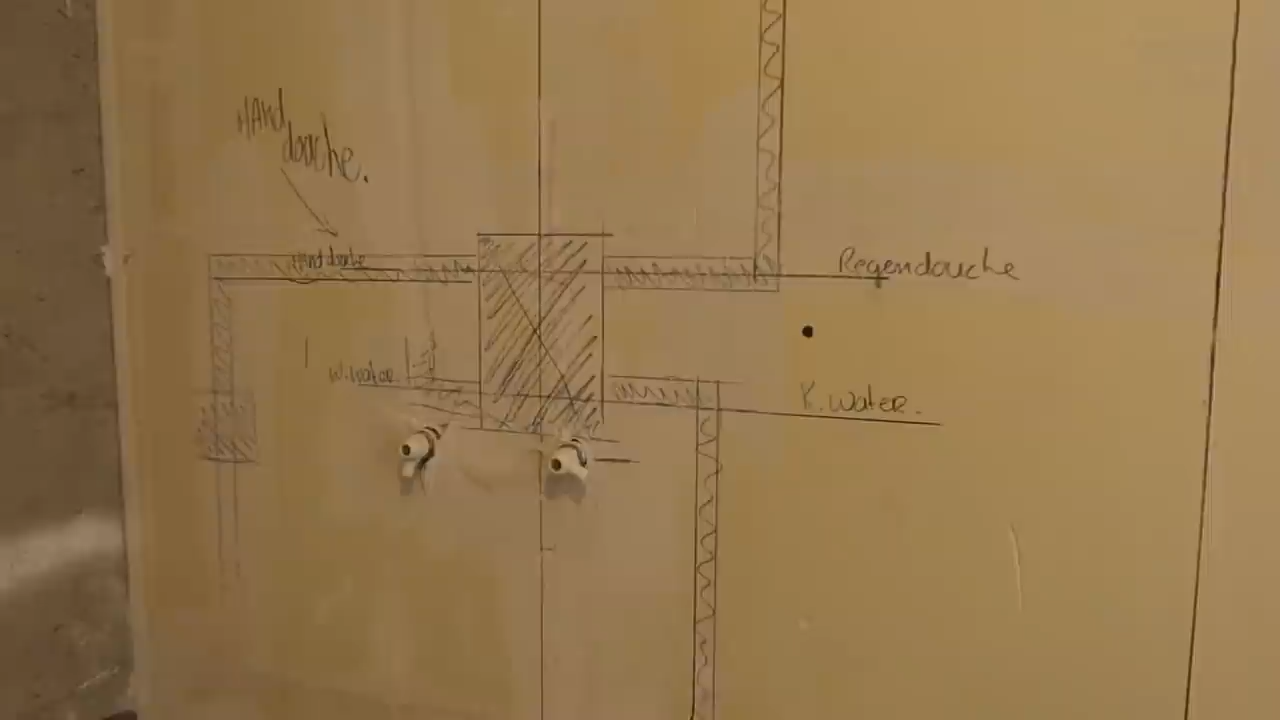 HAnd
douche.
Hand douche
Regendouche
w.water.
K.water.